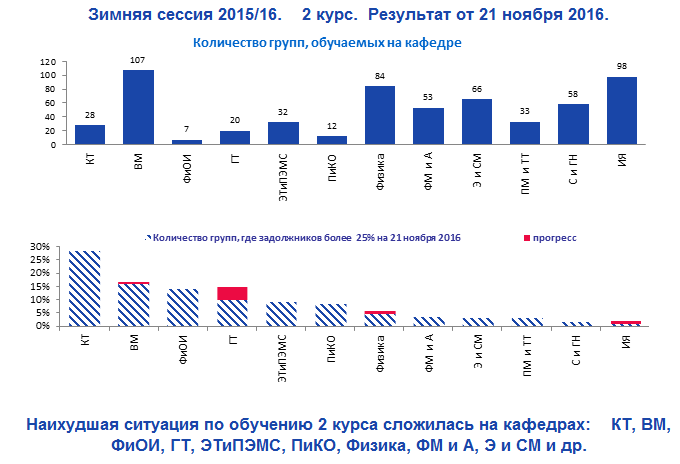 Зимняя сессия 2015/16. 2 курс. Результат от 21 ноября 2016.
Количество групп, обучаемых на кафедре
120
100
80
60
40
20
0
28
107
7
20
32
12
84
53
66
33
58
98
КТ
ВМ
ФиОИ
ГТ
ЭТиПЭМС
ПиКО
Физика
ФМ и А
Э и СМ
ПМ и ТТ
С и ГН
ИЯ
Количество групп, где задолжников более 25% на 21 ноября 2016
прогресс
30%
25%
20%
15%
10%
5%
0%
КТ
ВМ
ФиОИ
ГТ
ЭТиПЭМС
ПиКО
Физика
ФМ и А
Э и СМ
ПМ и ТТ
С и ГН
ИЯ
Наихудшая ситуация по обучению 2 курса сложилась на кафедрах: КТ, ВМ,
ФиОИ, ГТ, ЭТиПЭМС, ПиКО, Физика, ФМ и А, Э и СМ и др.